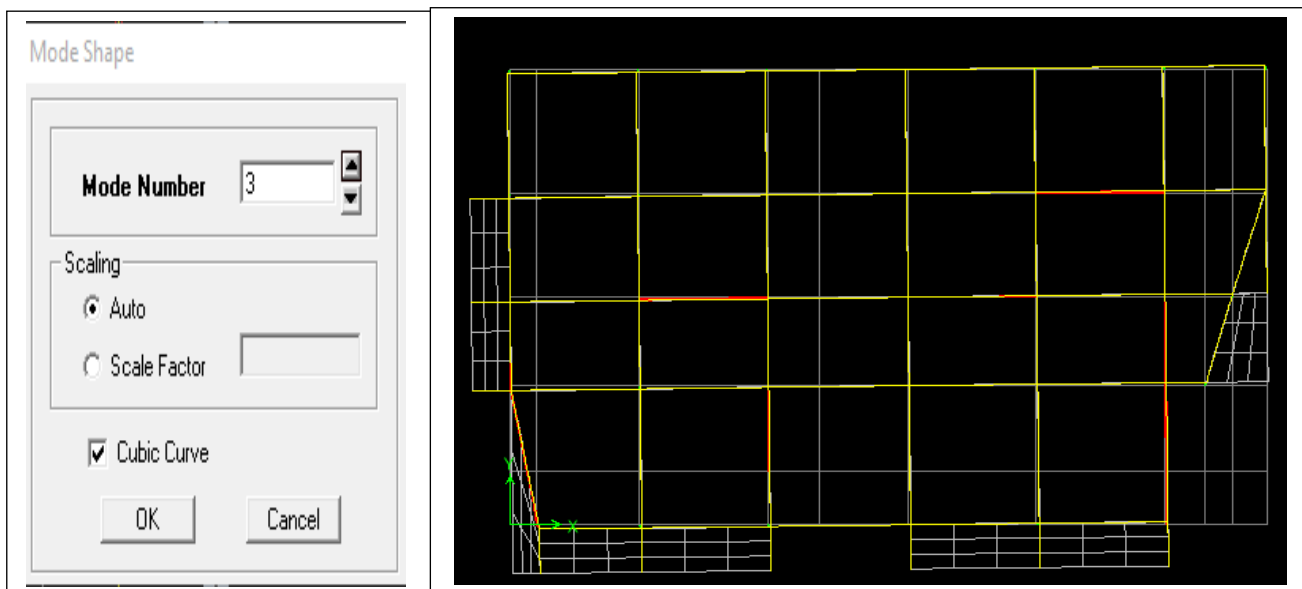 Mode Shape
Mode Number 3
Scaling
Auto
Scale Factor
Cubic Curve
OK Cancel
Y
X